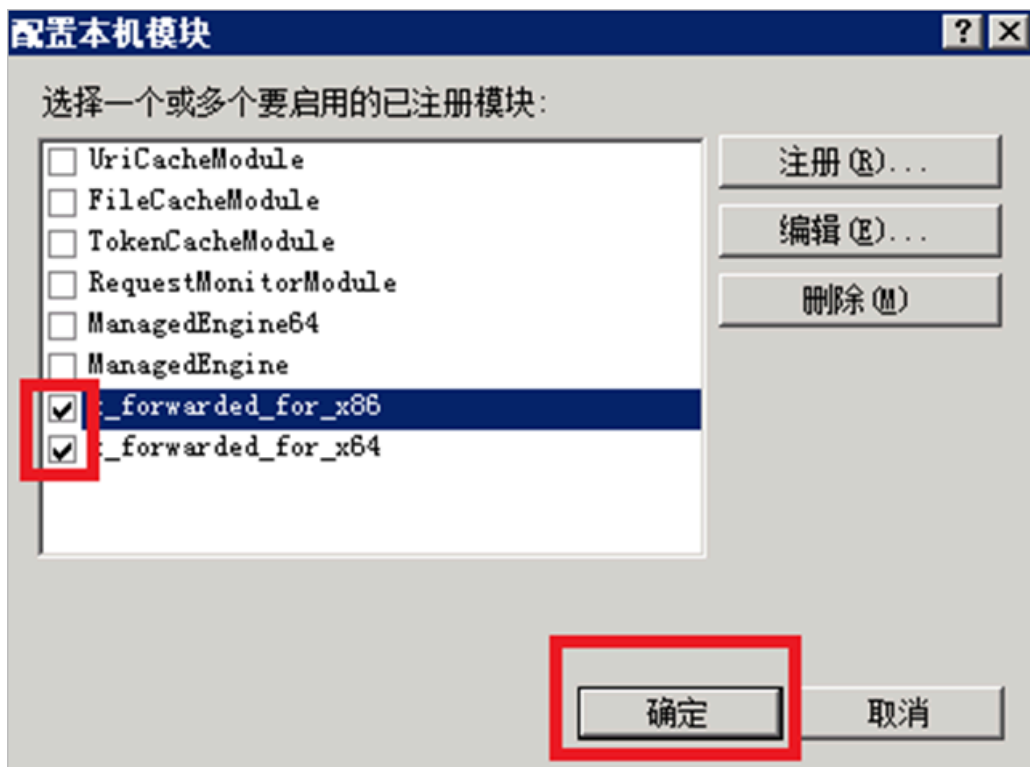 配置本机模块
选择一个或多个要启用的已注册模块:
UriCacheModule
FileCacheModule
TokenCacheModule
RequestMonitorModule
ManagedEngine64
ManagedEngine
_forwarded_for_x86
_forwarded_for_x64
注册(R)...
编辑(E)...
删除(M)
确定
取消